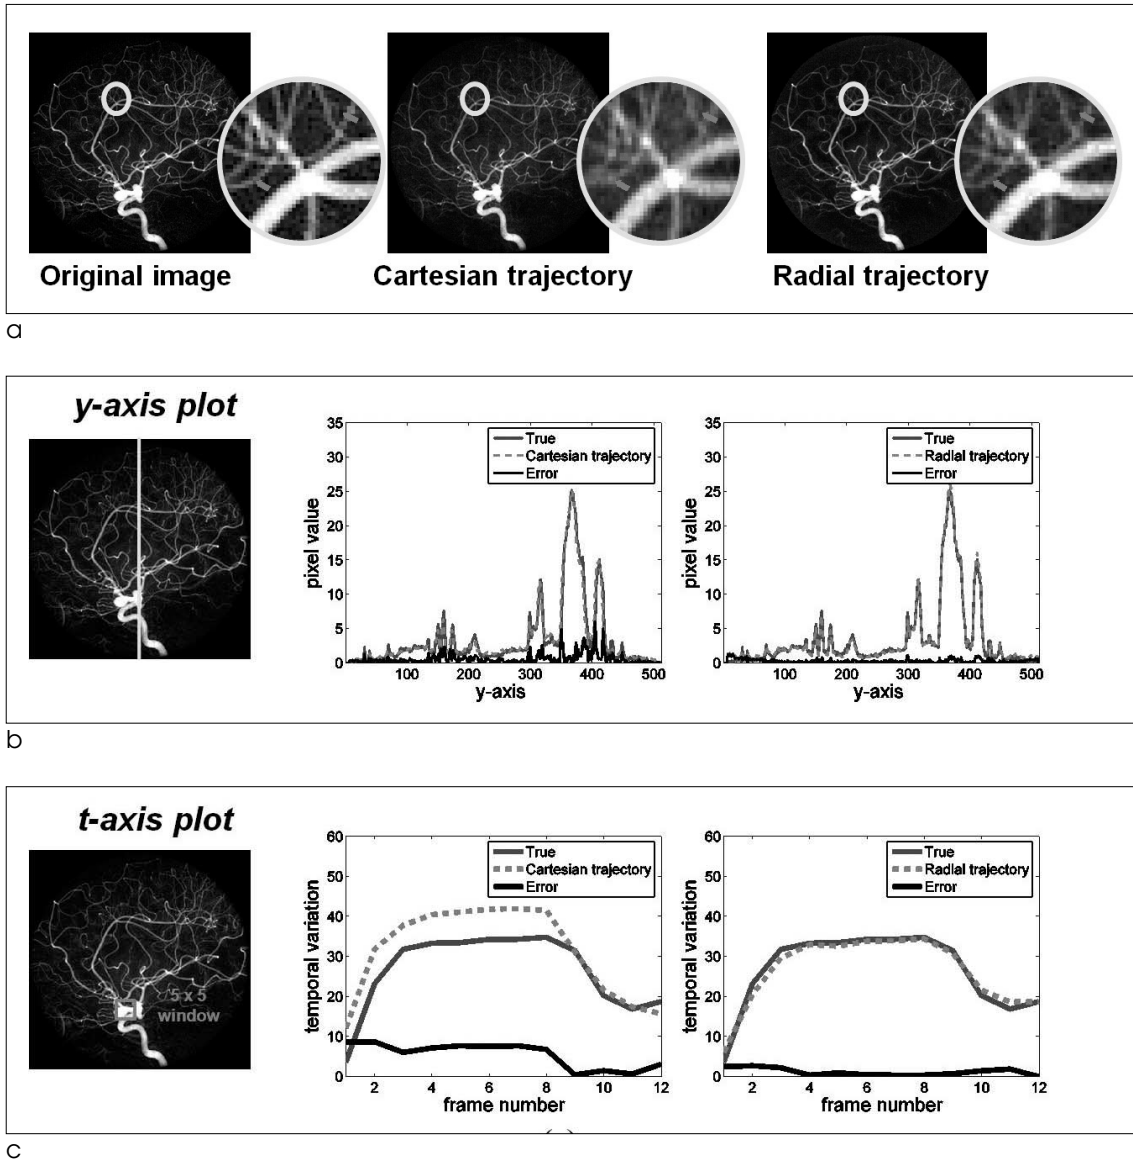 Original image
Cartesian trajectory
Radial trajectory
a
y-axis plot
35
30
25
20
15
10
5
0
pixel value
True
Cartesian trajectory
Error
100 200 300 400 500
y-axis
35
30
25
20
15
10
5
0
pixel value
True
Radial trajectory
Error
100 200 300 400 500
y-axis
b
t-axis plot
5 x 5
window
60
50
40
30
20
10
0
temporal variation
True
Cartesian trajectory
Error
2 4 6 8 10 12
frame number
60
50
40
30
20
10
0
temporal variation
True
Radial trajectory
Error
2 4 6 8 10 12
frame number
c